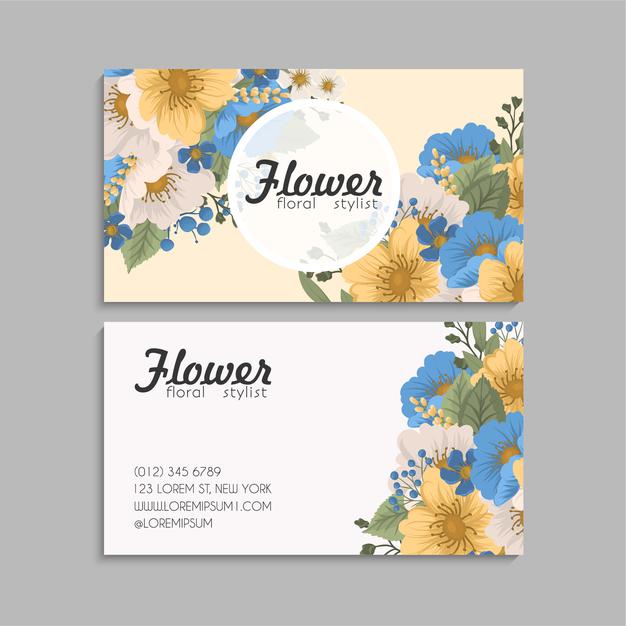 Flower
floral stylist
Flower
floral stylist
(012) 345 6789
123 LOREM ST, NEW YORK
WWW.LOREMIPSUM1.COM
@LOREMIPSUM